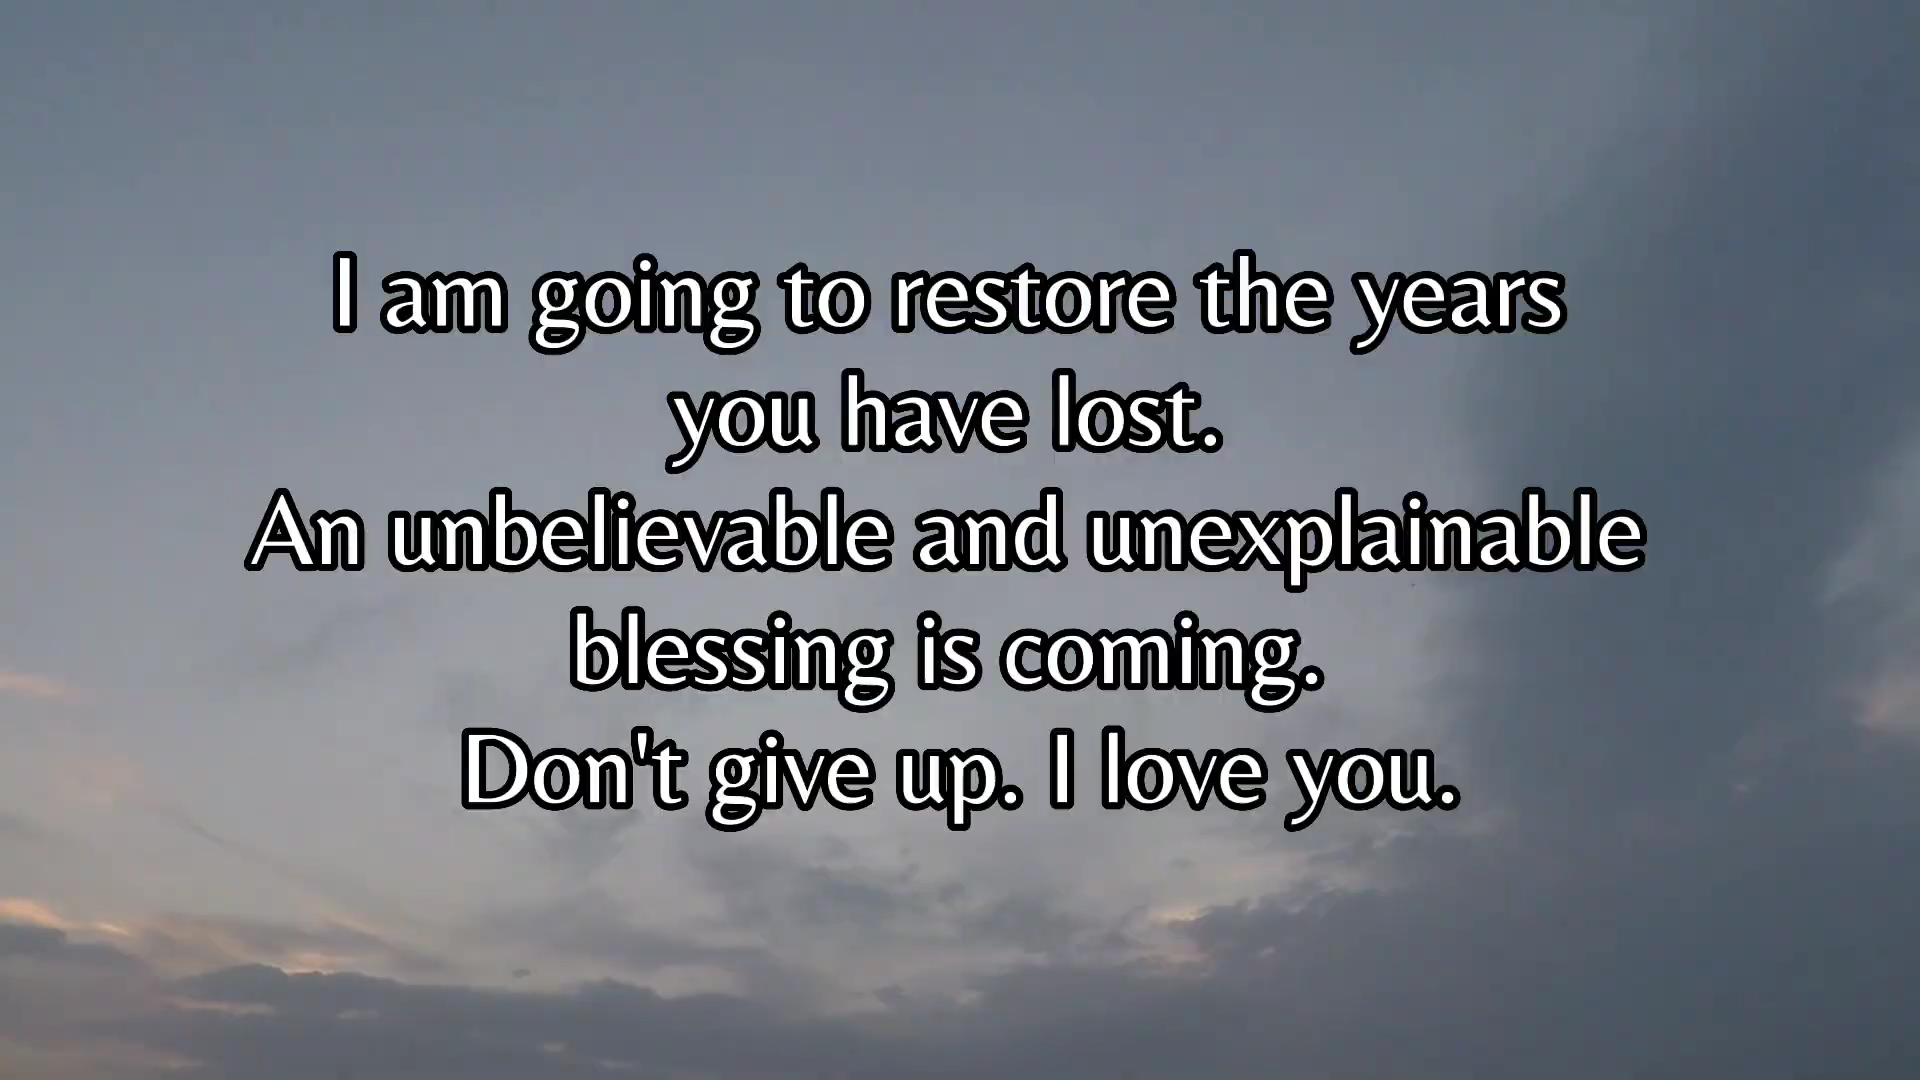 I am going to restore the years
you have lost.
An unbelievable and unexplainable
blessing is coming.
Don't give up. I love you.